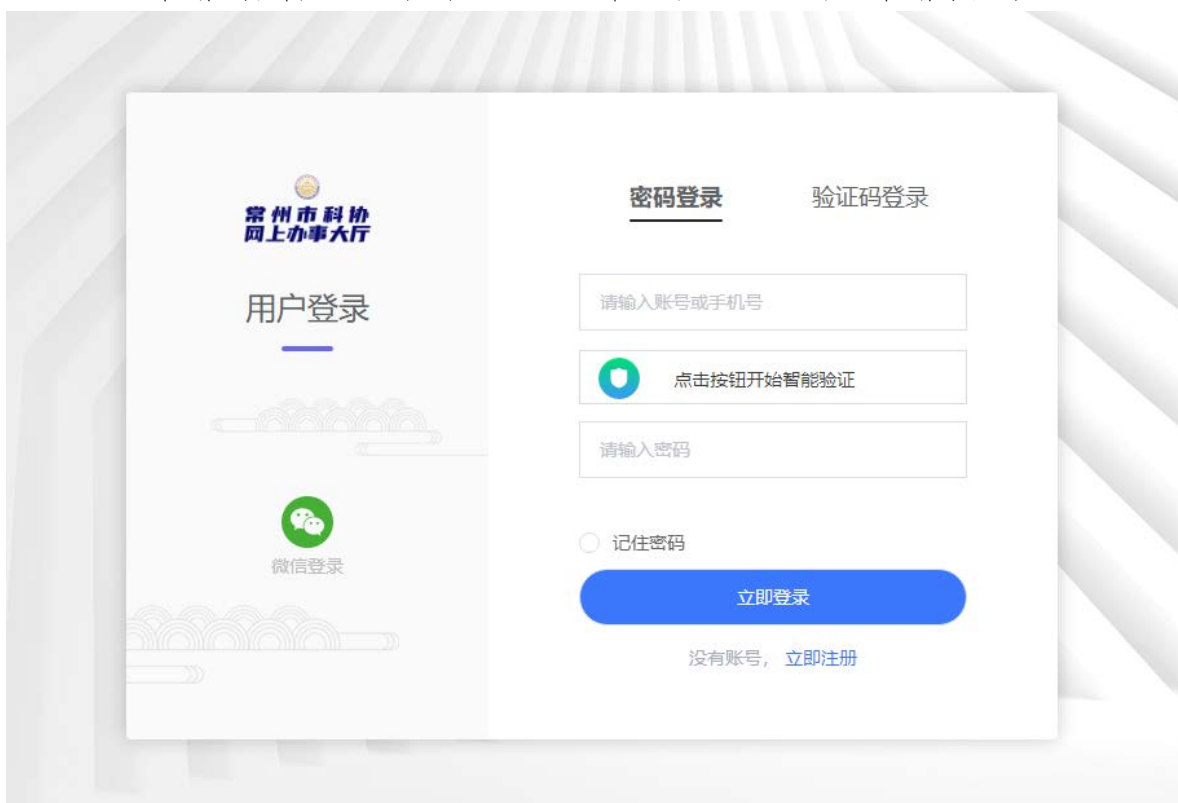 常州市科协
网上办事大厅
用户登录
微信登录
密码登录 验证码登录
请输入账号或手机号
点击按钮开始智能验证
请输入密码
记住密码
立即登录
没有账号，立即注册